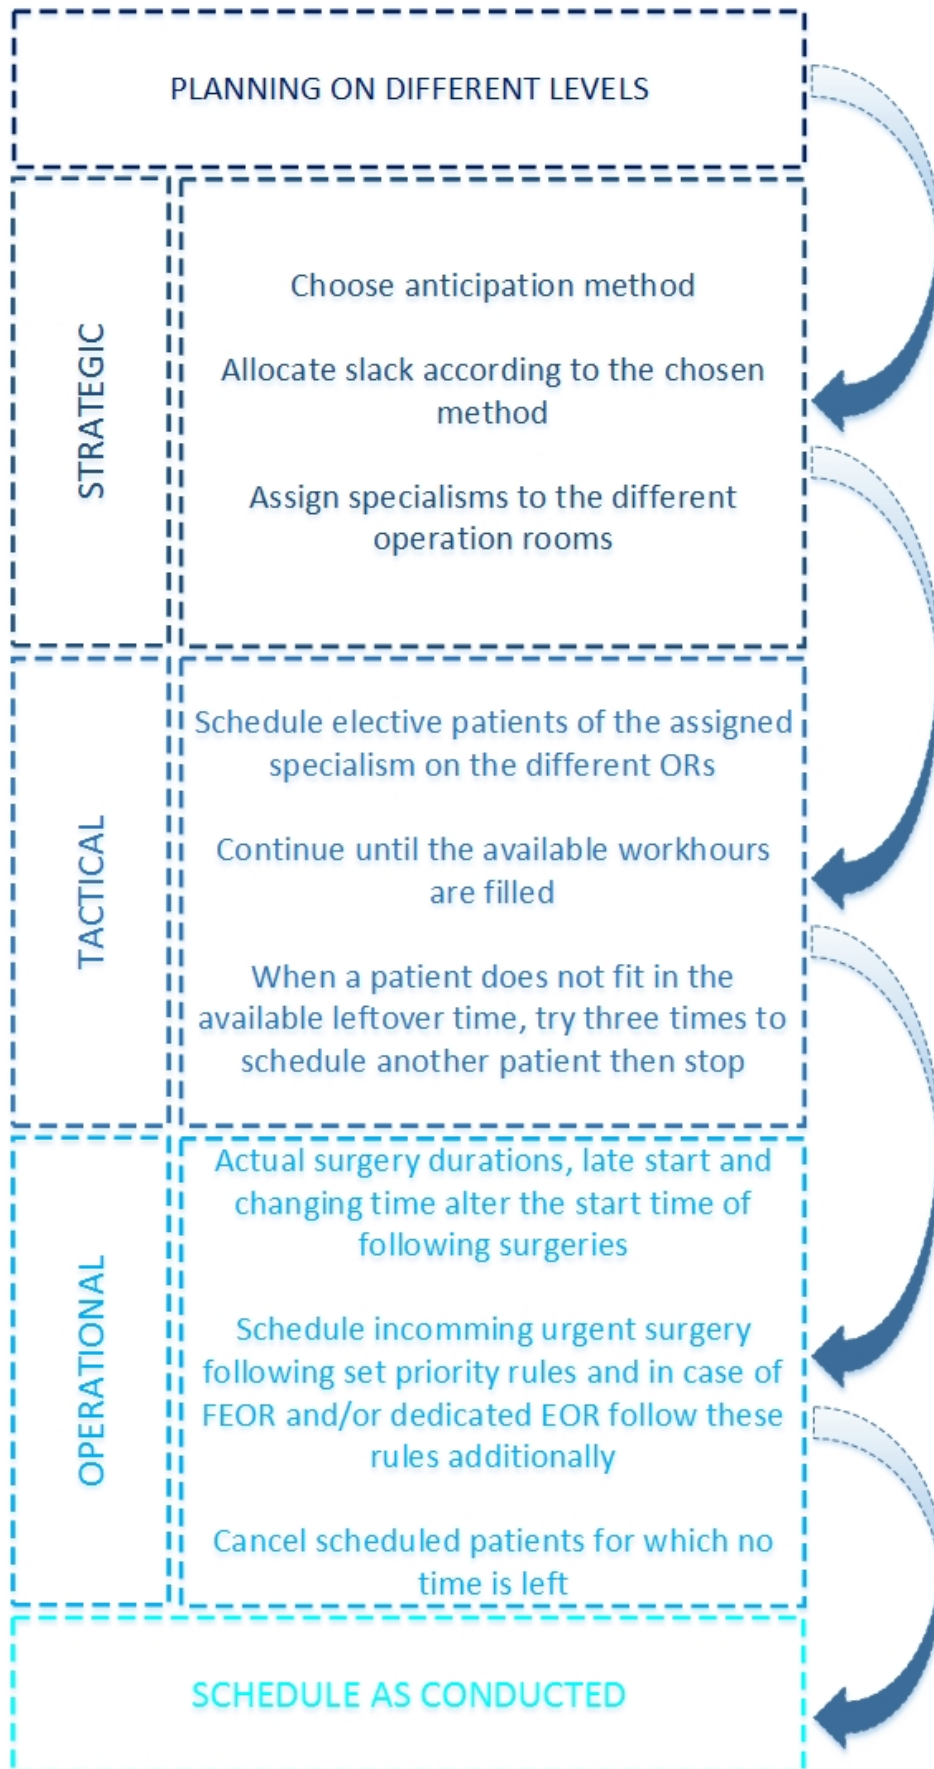 PLANNING ON DIFFERENT LEVELS
STRATEGIC
Choose anticipation method
Allocate slack according to the chosen
method
Assign specialisms to the different
operation rooms
TACTICAL
Schedule elective patients of the assigned
specialism on the different ORs
Continue until the available workhours
are filled
When a patient does not fit in the
available leftover time, try three times to
schedule another patient then stop
OPERATIONAL
Actual surgery durations, late start and
changing time alter the start time of
following surgeries
Schedule incomming urgent surgery
following set priority rules and in case of
FEOR and/or dedicated EOR follow these
rules additionally
Cancel scheduled patients for which no
time is left
SCHEDULE AS CONDUCTED